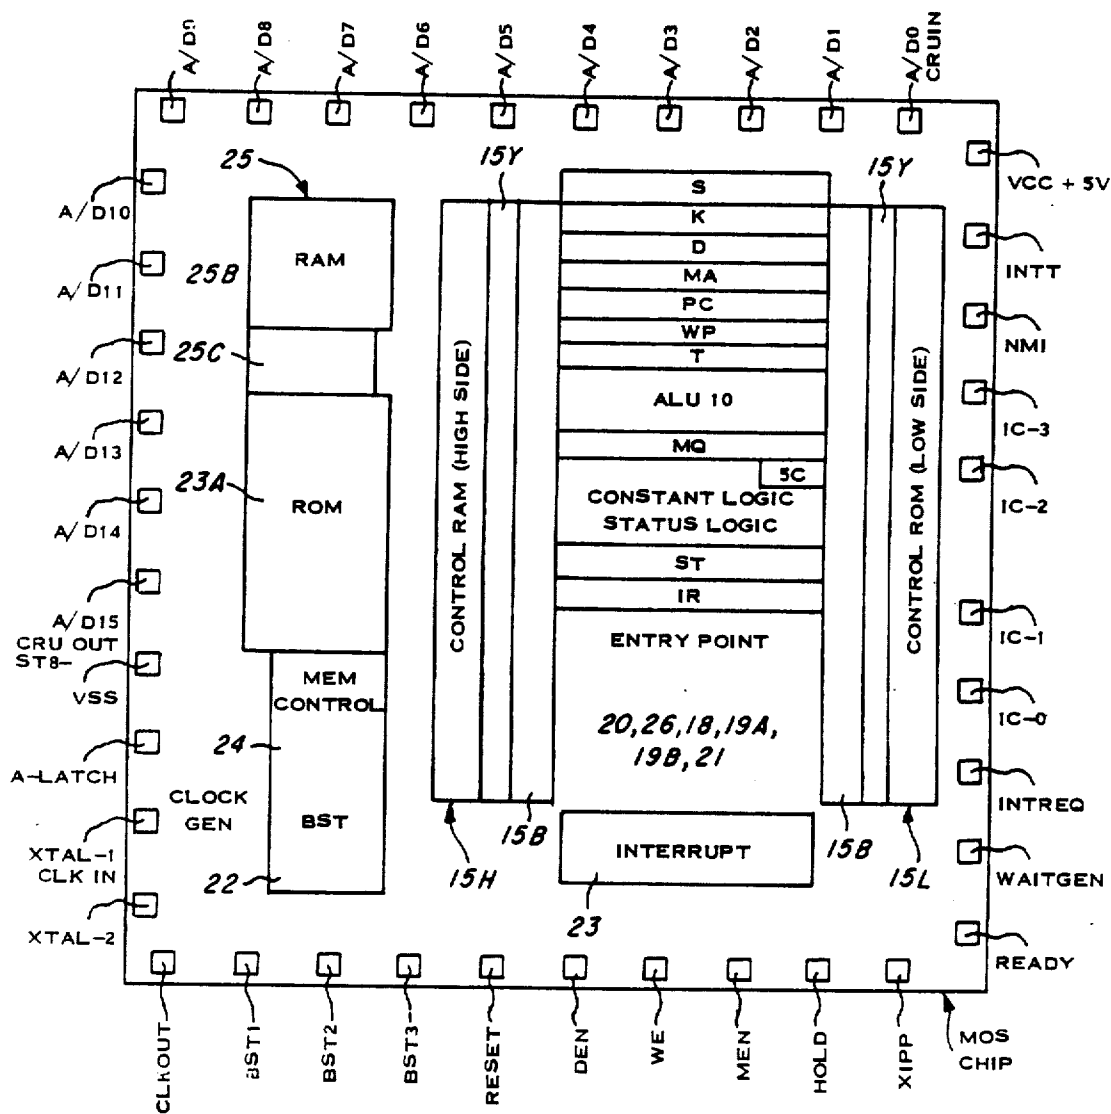 A/D9
A/D8
A/D7
A/D6
A/D5
A/D4
A/D3
A/D2
A/D1
A/D0
CRUIN
A/D10
A/D11
A/D12
A/D13
A/D14
A/D15
CRU OUT
ST8-
VSS
A-LATCH
XTAL-1
CLK IN
XTAL-2
25
25B
RAM
25C
23A
ROM
MEM
CONTROL
24
CLOCK
GEN
BST
22
15Y
CONTROL RAM (HIGH SIDE)
15H
15B
S
K
D
MA
PC
WP
T
ALU 10
MQ
5C
CONSTANT LOGIC
STATUS LOGIC
ST
IR
ENTRY POINT
20,26,18,19A,
19B,21
INTERRUPT
23
15Y
CONTROL ROM (LOW SIDE)
15B
15L
VCC + 5V
INTT
NMI
IC-3
IC-2
IC-1
IC-0
INTREQ
WAITGEN
READY
CLKOUT
BST1
BST2
BST3
RESET
DEN
WE
MEN
HOLD
XIPP
MOS
CHIP